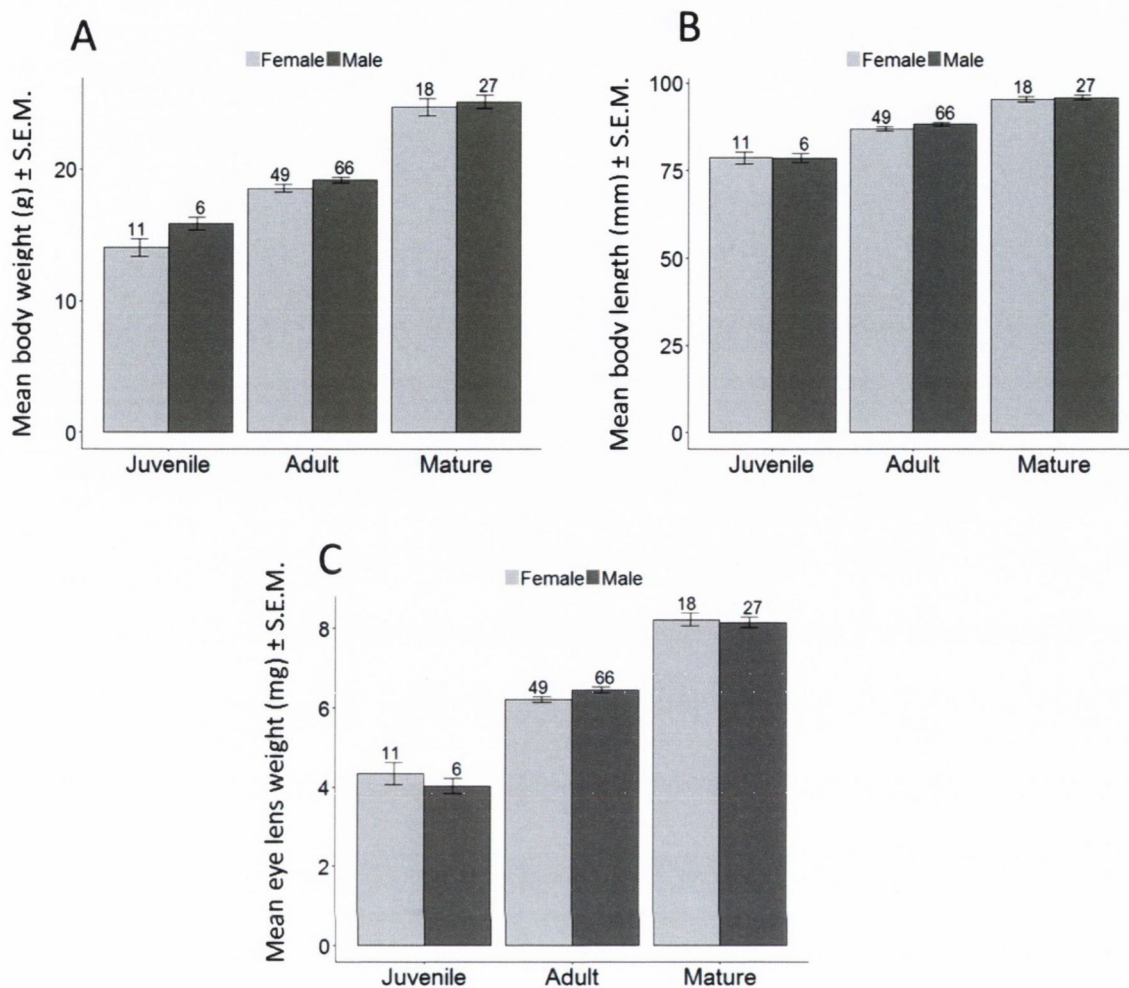 A
Female Male
Mean body weight (g) ± S.E.M.
20
10
0
11
6
49
66
18
27
Juvenile Adult Mature
B
Female Male
Mean body length (mm) ± S.E.M.
100
75
50
25
0
11
6
49
66
18
27
Juvenile Adult Mature
C
Female Male
Mean eye lens weight (mg) ± S.E.M.
8
6
4
2
0
11
6
49
66
18
27
Juvenile Adult Mature